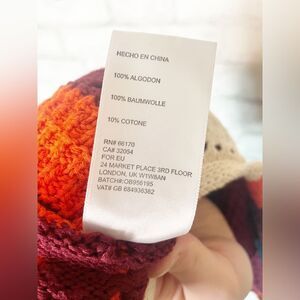 HECHO EN CHINA
100% ALGODON
100% BAUMWOLLE
10% COTONE
RN# 66170
CA# 32054
FOR EU
24 MARKET PLACE 3RD FLOOR
LONDON, UK W1W8AN
BATCH#:OB956195
VAT# GB 684936362